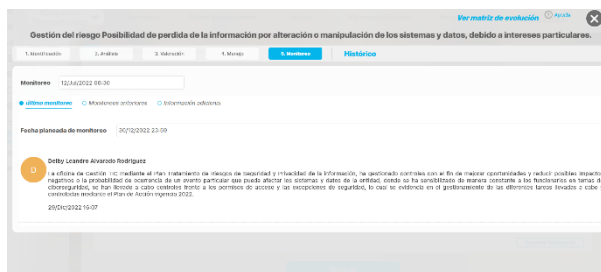 Ver matriz de evolución Ayuda
Gestión del riesgo Posibilidad de perdida de la información por alteración o manipulación de los sistemas y datos, debido a intereses particulares.
1. Identificación 2. Análisis 3. Valoración 4. Manejo 5. Monitoreo Histórico
Monitoreo 12/Jul/2022 08:30
Último monitoreo Monitoreos anteriores Información adicional
Fecha planeada de monitoreo 30/12/2022 23:59
Delby Leandro Alvarado Rodriguez
D
La oficina de Gestión TIC mediante el Plan Tratamiento de Riesgos de Seguridad y Privacidad de la Información, ha gestionado controles con el fin de mejorar oportunidades y reducir posibles impactos
negativos o la probabilidad de ocurrencia de un evento particular que pueda afectar los sistemas y datos de la entidad, donde se ha sensibilizado de manera constante a los funcionarios en temas de
ciberseguridad, se han llevado a cabo controles frente a los permisos de acceso y las excepciones de seguridad, lo cual se evidencia en el gestionamiento de las diferentes tareas llevadas a cabo
controladas mediante el Plan de Acción vigencia 2022.
29/Dic/2022 16:07